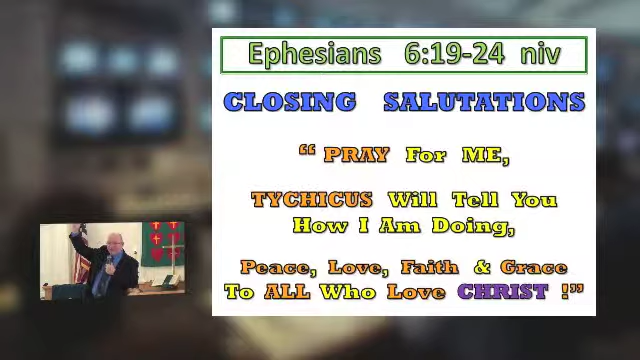 Ephesians 6:19-24 niv
CLOSING SALUTATIONS
“ PRAY For ME,
TYCHICUS Will Tell You
How I Am Doing,
Peace, Love, Faith & Grace
To ALL Who Love CHRIST !”